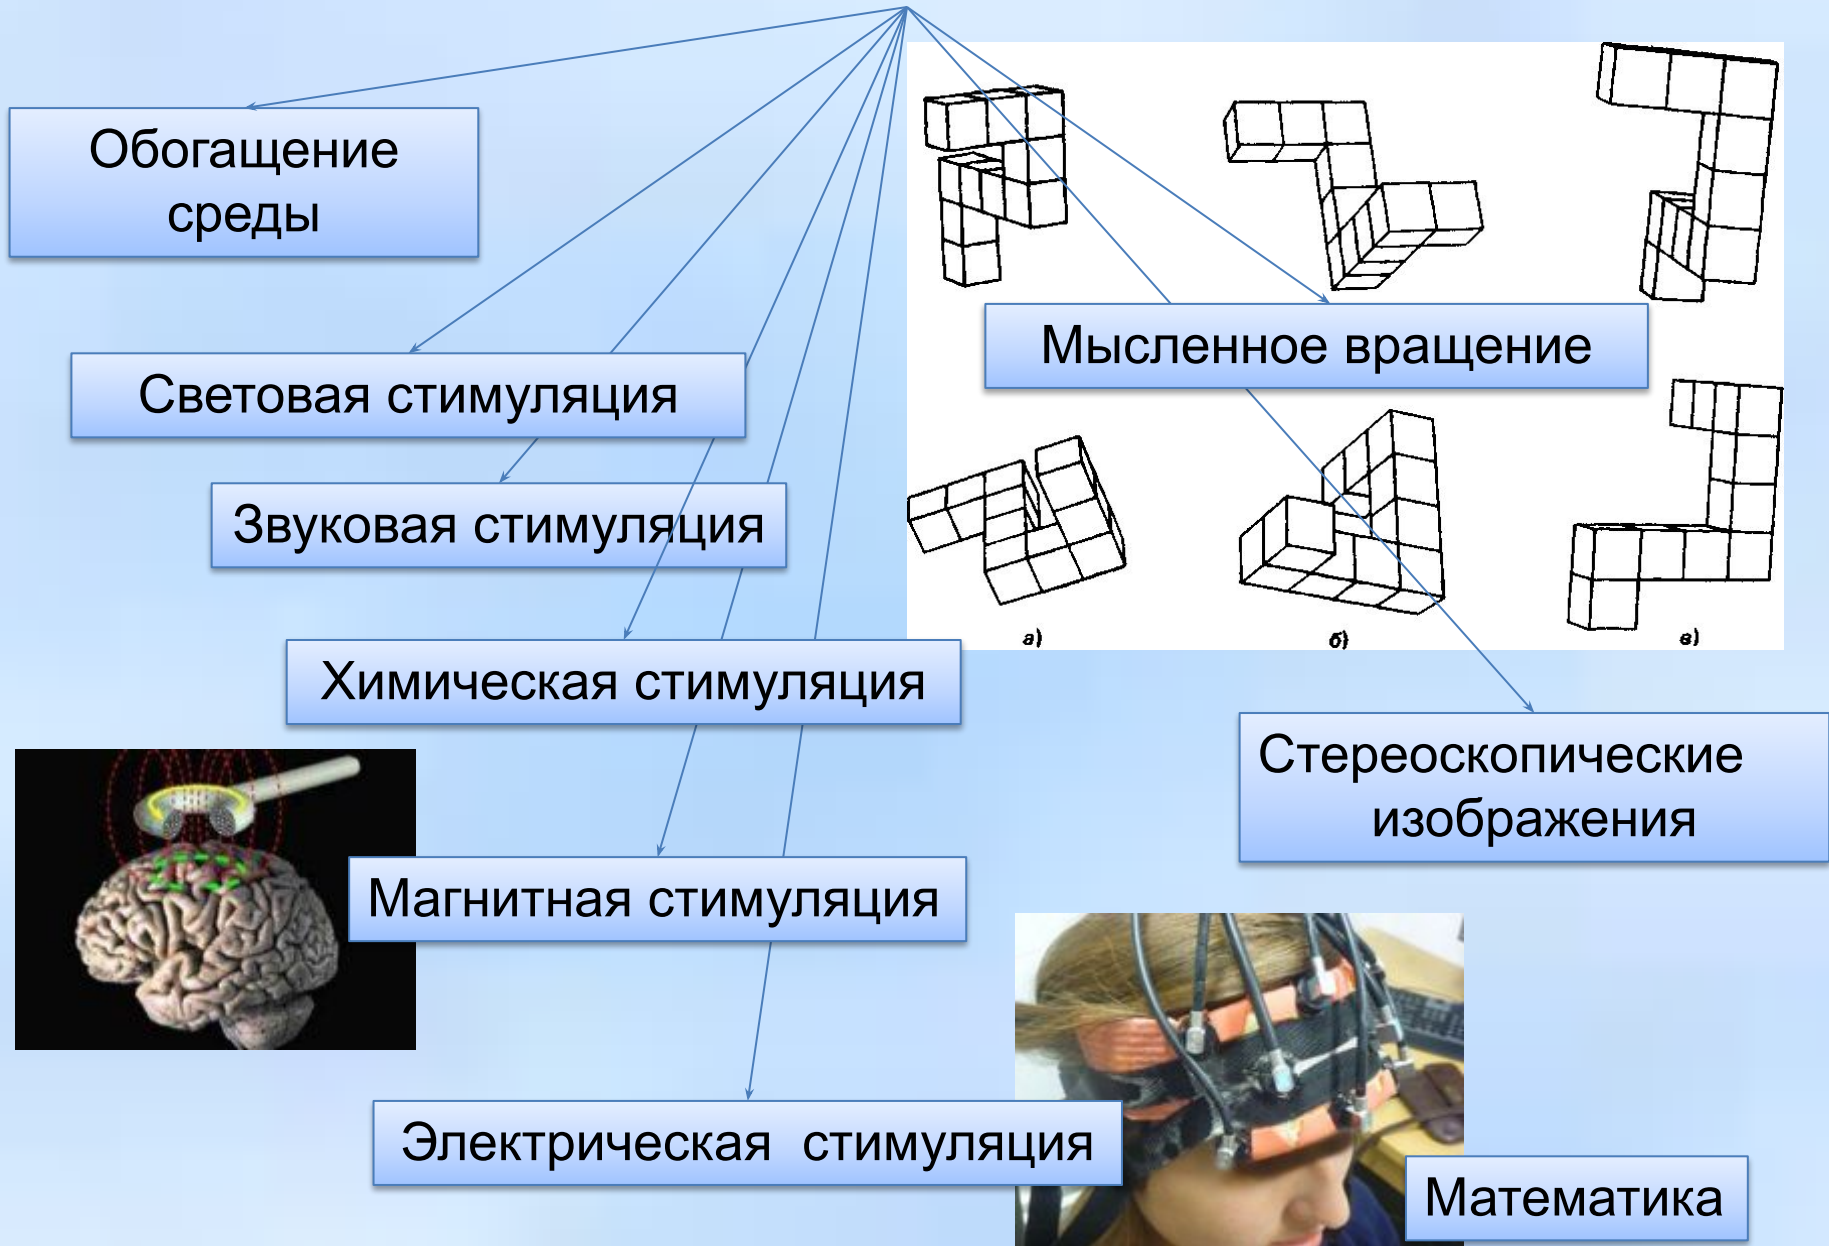 Обогащение
среды
Мысленное вращение
Световая стимуляция
Звуковая стимуляция
а)
б)
в)
Химическая стимуляция
Стереоскопические
изображения
Магнитная стимуляция
Электрическая  стимуляция
Математика